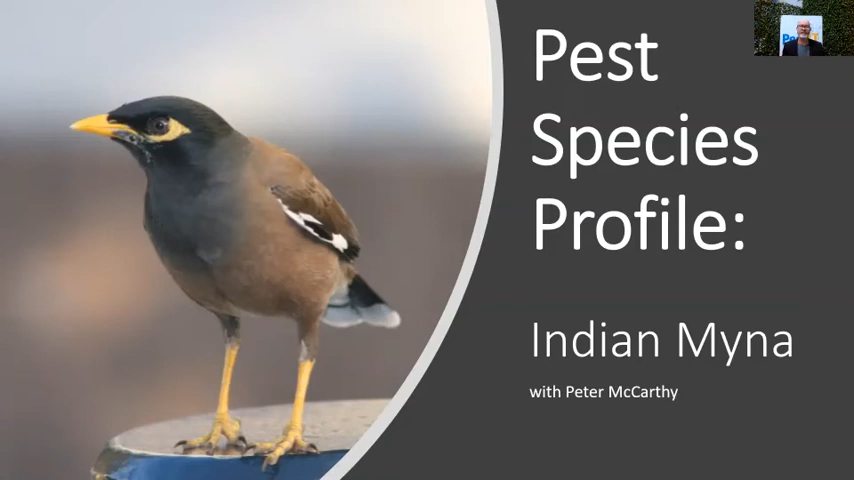 Pest
Species
Profile:
Indian Myna
with Peter McCarthy